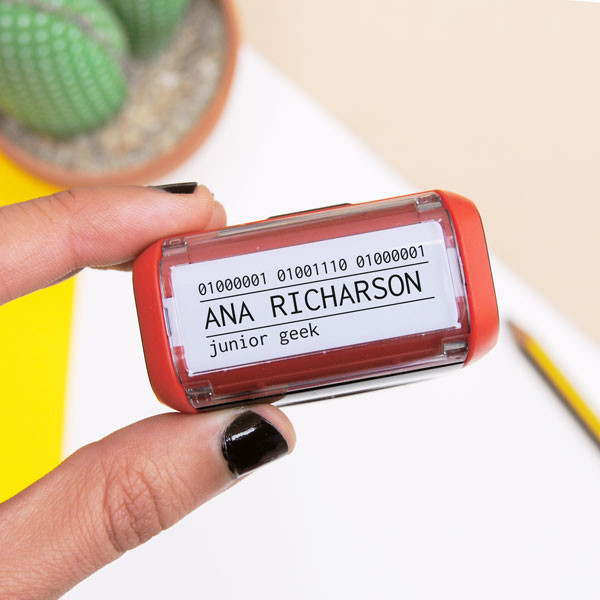 01000001 01001110 01000001
ANA RICHARSON
junior geek